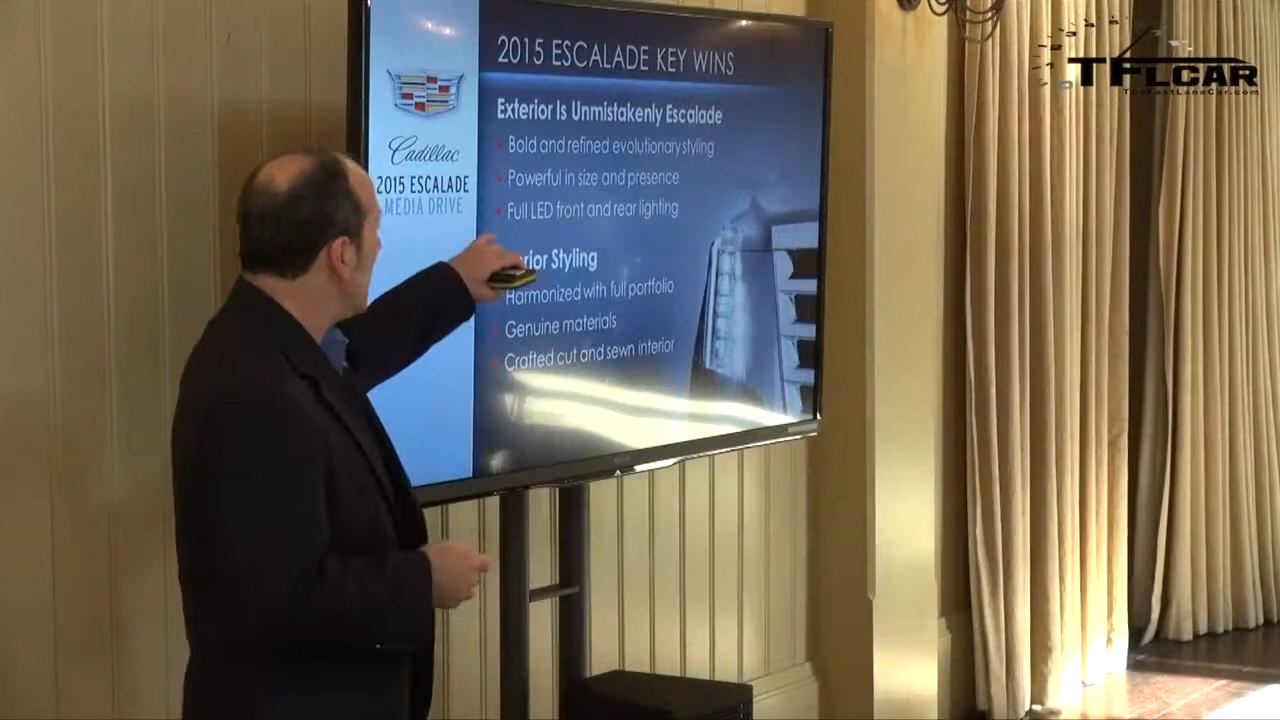 2015 ESCALADE KEY WINS
Exterior Is Unmistakenly Escalade
Bold and refined evolutionary styling
Powerful in size and presence
Full LED front and rear lighting
rior Styling
Harmonized with full portfolio
Genuine materials
Crafted cut and sewn interior
Cadillac
2015 ESCALADE
MEDIA DRIVE
TFLCAR
TheFastLaneCar.com